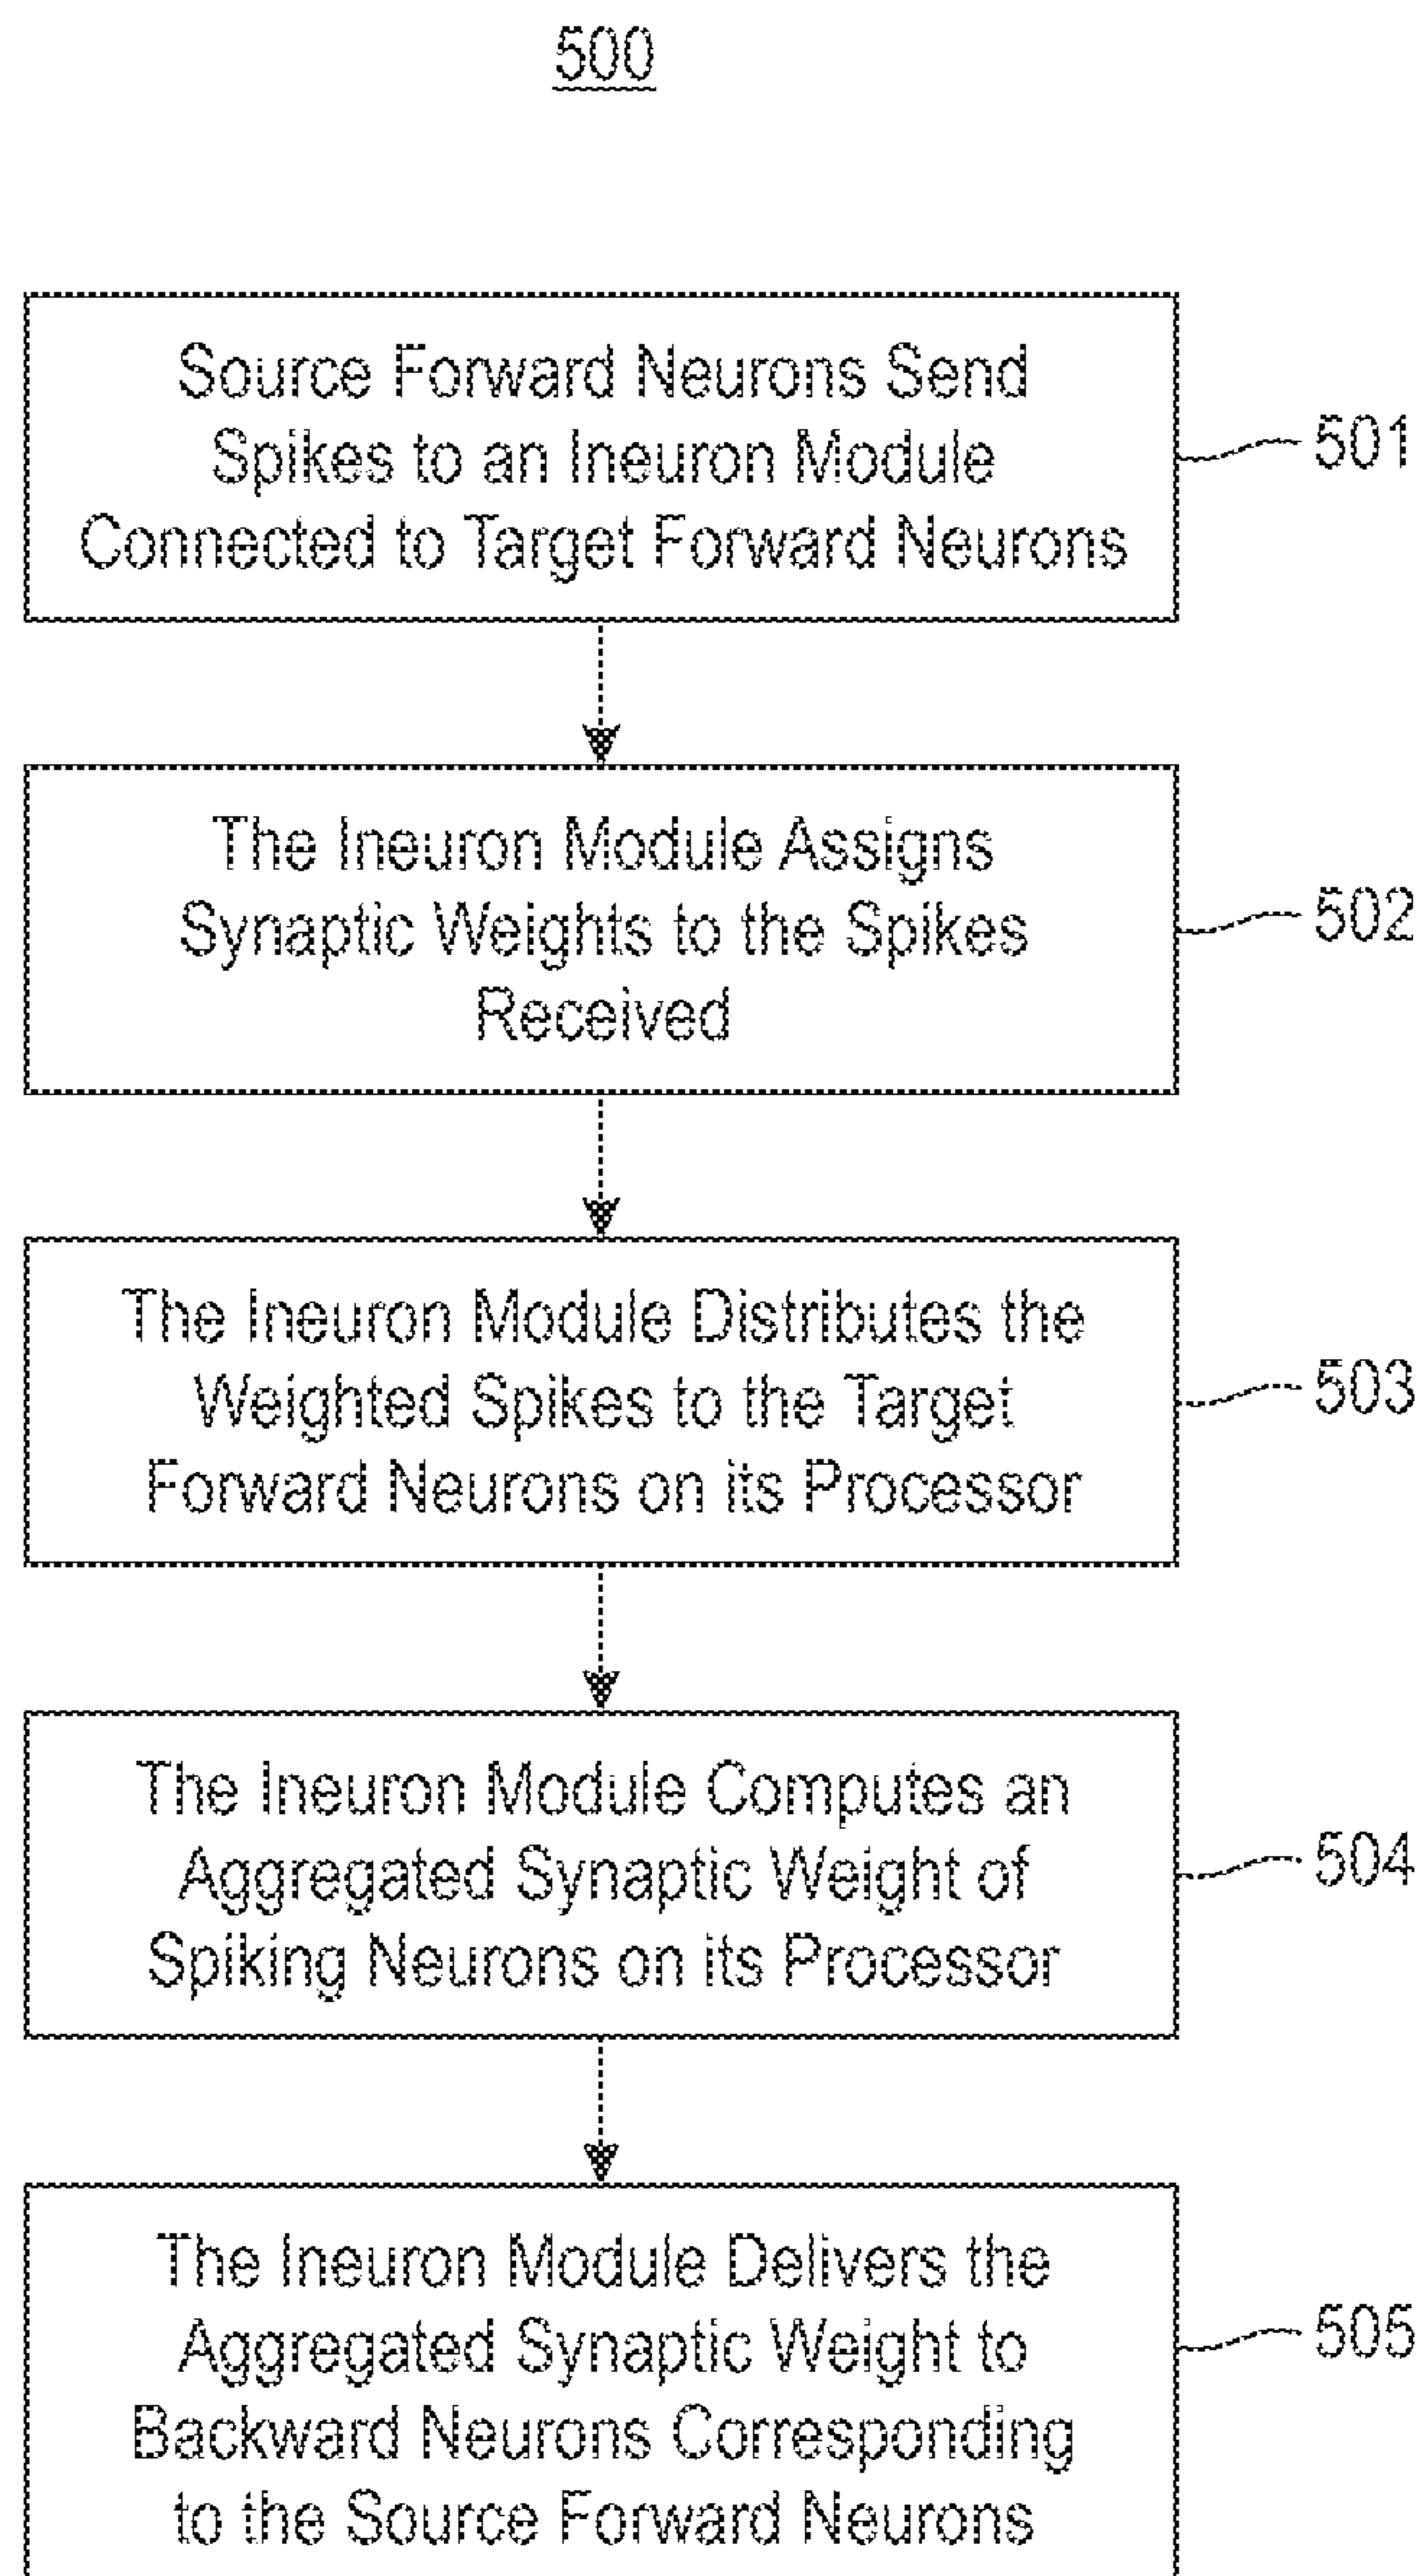 500
Source Forward Neurons Send
Spikes to an Ineuron Module
Connected to Target Forward Neurons
501
The Ineuron Module Assigns
Synaptic Weights to the Spikes
Received
502
The Ineuron Module Distributes the
Weighted Spikes to the Target
Forward Neurons on its Processor
503
The Ineuron Module Computes an
Aggregated Synaptic Weight of
Spiking Neurons on its Processor
504
The Ineuron Module Delivers the
Aggregated Synaptic Weight to
Backward Neurons Corresponding
to the Source Forward Neurons
505